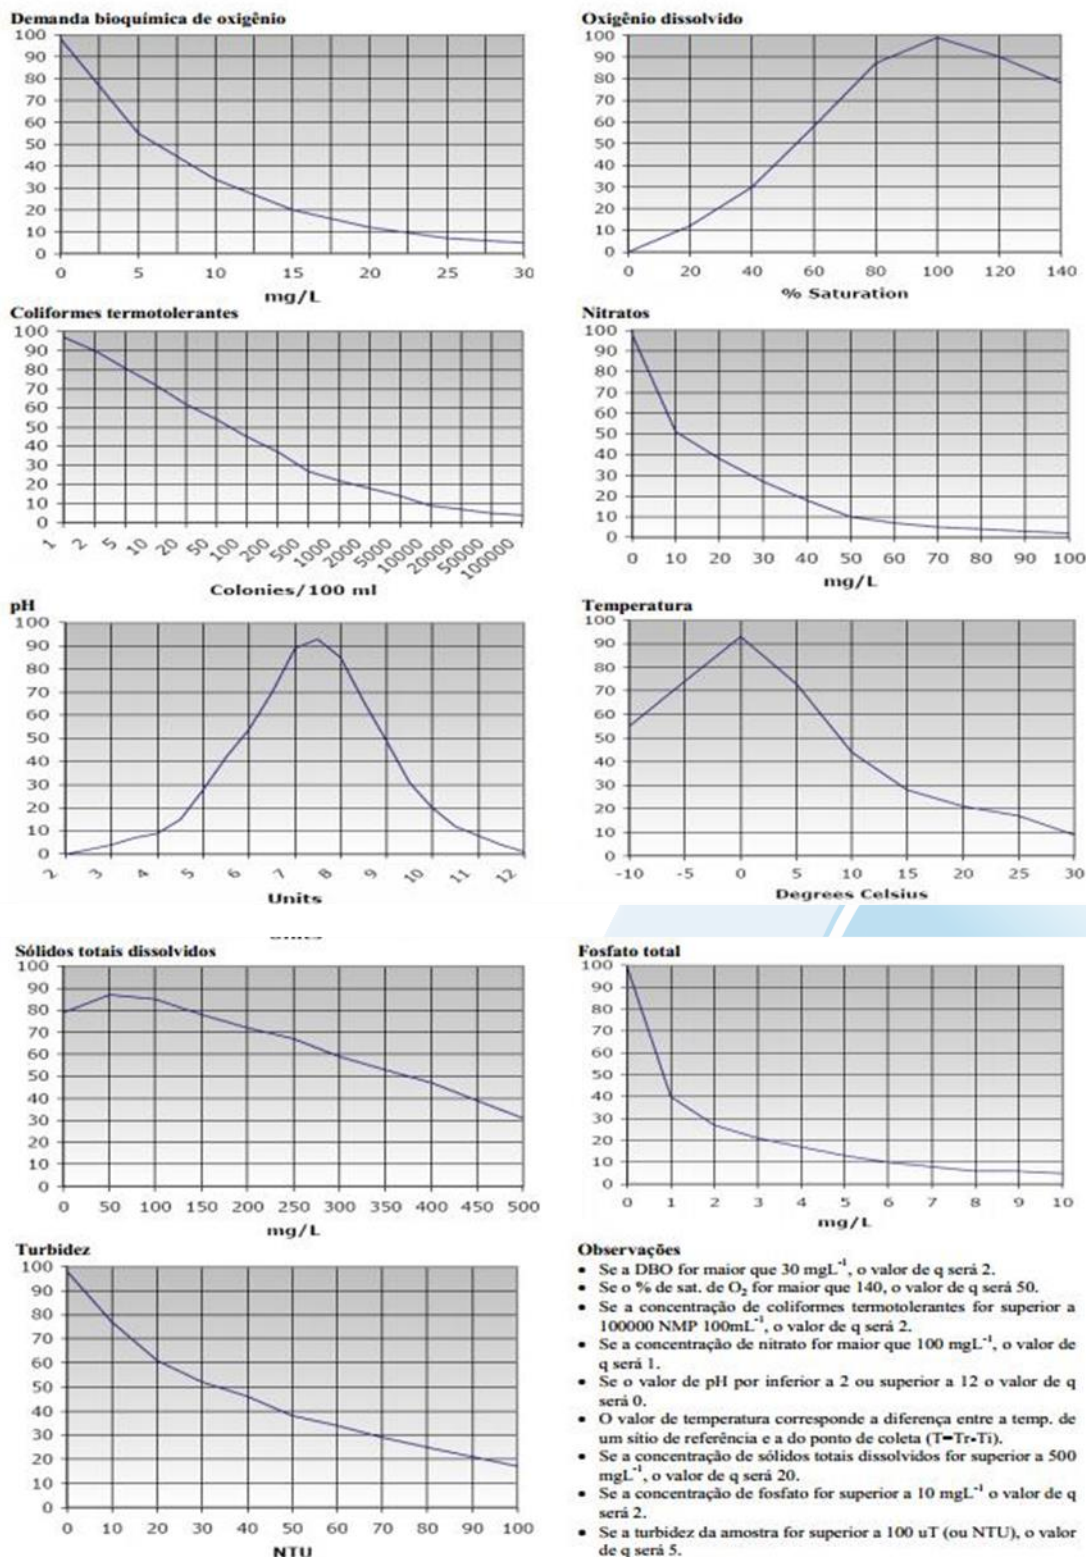 Demanda bioquímica de oxigênio
100
90
80
70
60
50
40
30
20
10
0
0 5 10 15 20 25 30
mg/L
Oxigênio dissolvido
100
90
80
70
60
50
40
30
20
10
0
0 20 40 60 80 100 120 140
% Saturation
Coliformes termotolerantes
100
90
80
70
60
50
40
30
20
10
0
1 2 5 10 20 50 100 200 500 1000 2000 5000 10000 20000 50000 100000
Colonies/100 ml
Nitratos
100
90
80
70
60
50
40
30
20
10
0
0 10 20 30 40 50 60 70 80 90 100
mg/L
pH
100
90
80
70
60
50
40
30
20
10
0
2 3 4 5 6 7 8 9 10 11 12
Units
Temperatura
100
90
80
70
60
50
40
30
20
10
0
-10 -5 0 5 10 15 20 25 30
Degrees Celsius
Sólidos totais dissolvidos
100
90
80
70
60
50
40
30
20
10
0
0 50 100 150 200 250 300 350 400 450 500
mg/L
Fosfato total
100
90
80
70
60
50
40
30
20
10
0
0 1 2 3 4 5 6 7 8 9 10
mg/L
Turbidez
100
90
80
70
60
50
40
30
20
10
0
0 10 20 30 40 50 60 70 80 90 100
NTU
Observações
• Se a DBO for maior que 30 mgL⁻¹, o valor de q será 2.
• Se o % de sat. de O₂ for maior que 140, o valor de q será 50.
• Se a concentração de coliformes termotolerantes for superior a
100000 NMP 100mL⁻¹, o valor de q será 2.
• Se a concentração de nitrato for maior que 100 mgL⁻¹, o valor de
q será 1.
• Se o valor de pH por inferior a 2 ou superior a 12 o valor de q
será 0.
• O valor de temperatura corresponde a diferença entre a temp. de
um sítio de referência e a do ponto de coleta (T=Tr-Ti).
• Se a concentração de sólidos totais dissolvidos for superior a 500
mgL⁻¹, o valor de q será 20.
• Se a concentração de fosfato for superior a 10 mgL⁻¹ o valor de q
será 2.
• Se a turbidez da amostra for superior a 100 uT (ou NTU), o valor
de q será 5.